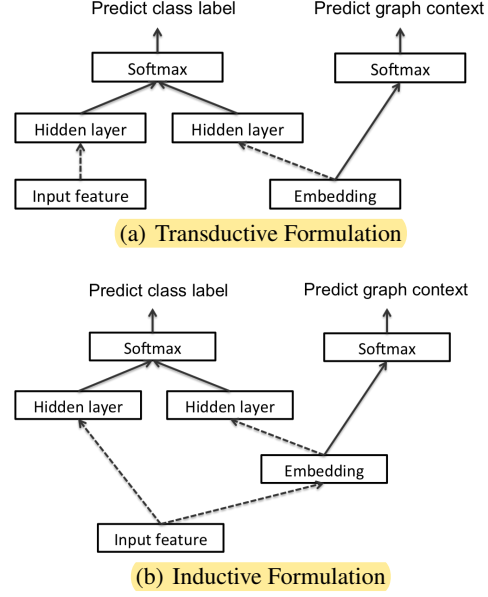 Predict class label Predict graph context
Softmax Softmax
Hidden layer Hidden layer
Input feature Embedding
(a) Transductive Formulation
Predict class label Predict graph context
Softmax Softmax
Hidden layer Hidden layer
Embedding
Input feature
(b) Inductive Formulation